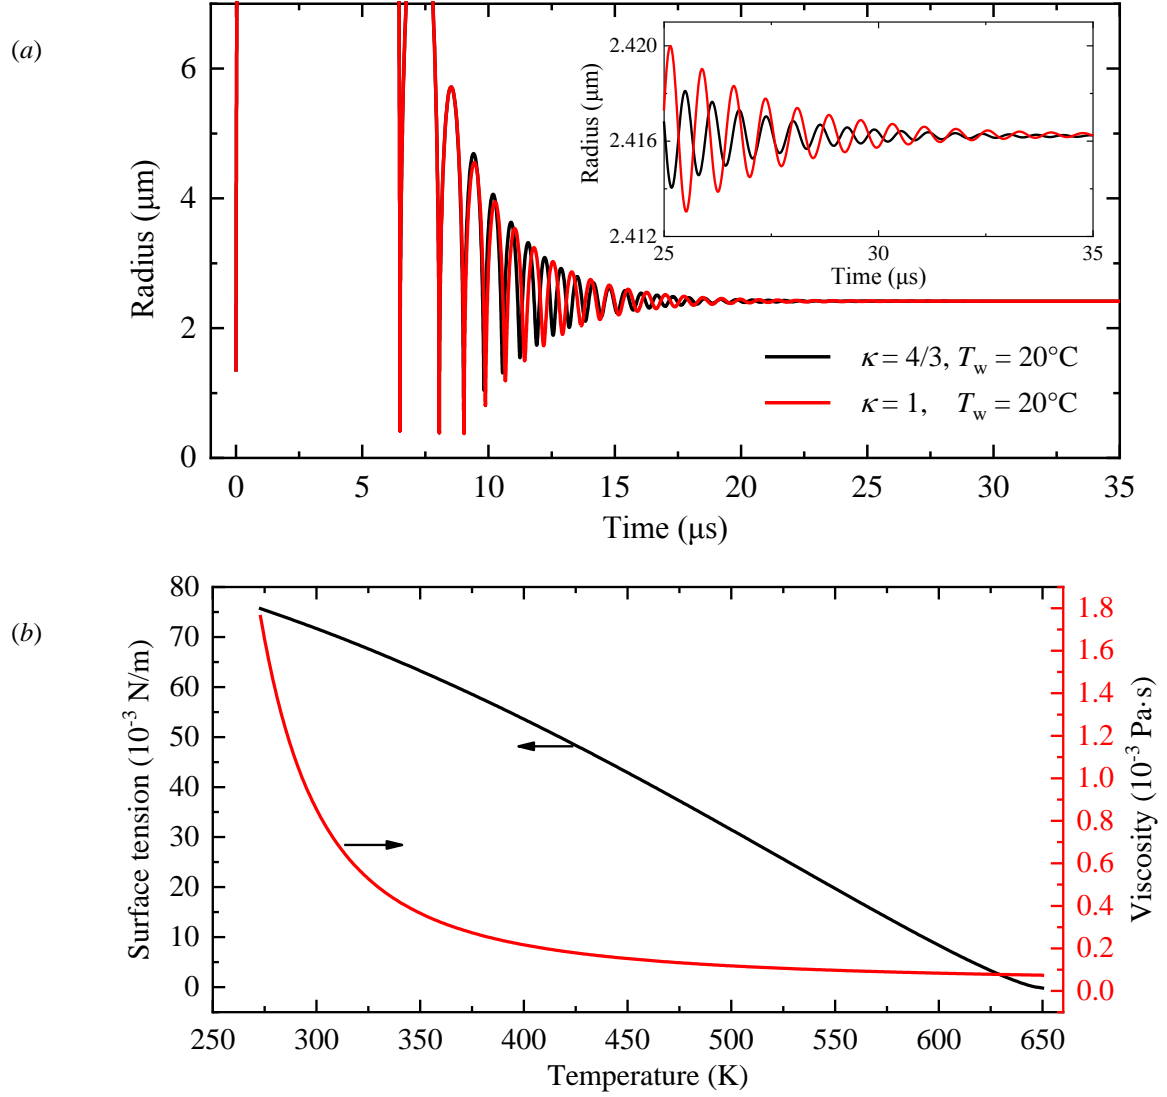 (a)
6
4
2
0
Radius (μm)
0 5 10 15 20 25 30 35
Time (μs)
2.420
2.416
2.412
Radius (μm)
25 30 35
Time (μs)
κ = 4/3, Tw = 20°C
κ = 1, Tw = 20°C
(b)
80
70
60
50
40
30
20
10
0
Surface tension (10⁻³ N/m)
1.8
1.6
1.4
1.2
1.0
0.8
0.6
0.4
0.2
0.0
Viscosity (10⁻³ Pa·s)
250 300 350 400 450 500 550 600 650
Temperature (K)